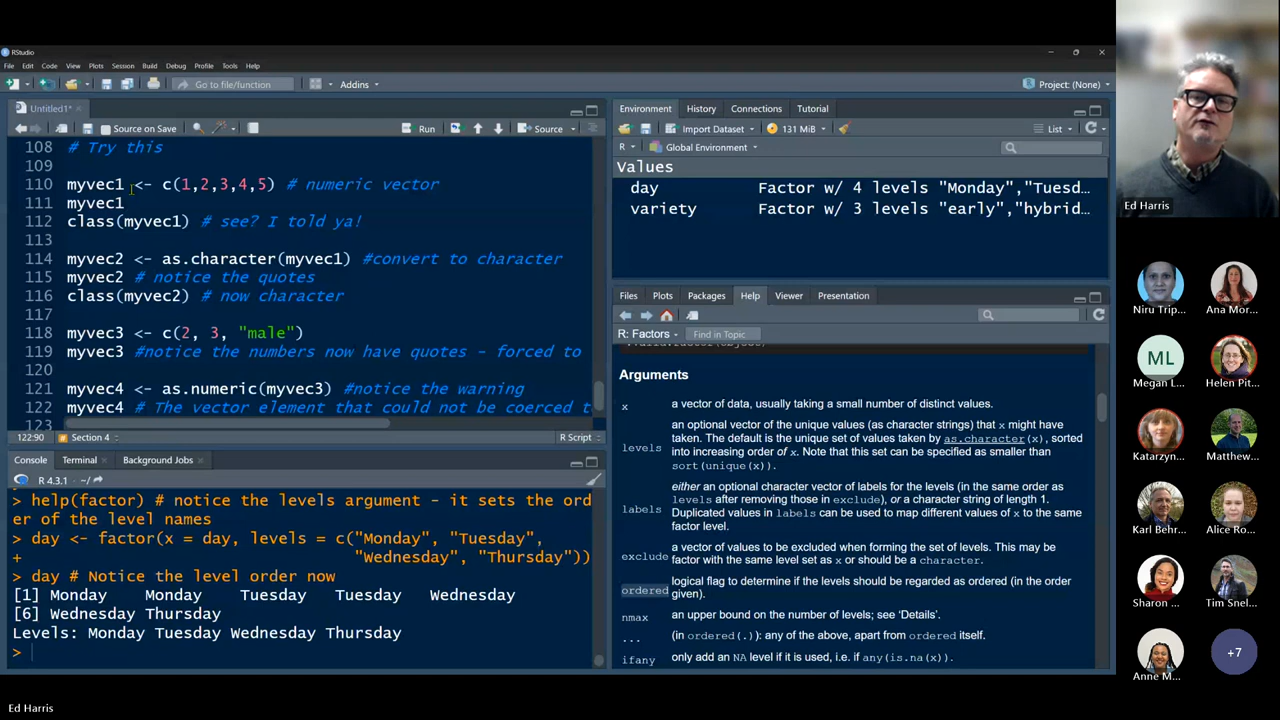 RStudio
File Edit Code View Plots Session Build Debug Profile Tools Help
Go to file/function
Addins
Project: (None)
Untitled1*
Source on Save
Run
Source
108 # Try this
109
110 myvec1 <- c(1,2,3,4,5) # numeric vector
111 myvec1
112 class(myvec1) # see? I told ya!
113
114 myvec2 <- as.character(myvec1) #convert to character
115 myvec2 # notice the quotes
116 class(myvec2) # now character
117
118 myvec3 <- c(2, 3, "male")
119 myvec3 #notice the numbers now have quotes - forced to
120
121 myvec4 <- as.numeric(myvec3) #notice the warning
122 myvec4 # The vector element that could not be coerced t
123
122:90 # Section 4 R Script
Console Terminal Background Jobs
R 4.3.1 · ~/
> help(factor) # notice the levels argument - it sets the ord
er of the level names
> day <- factor(x = day, levels = c("Monday", "Tuesday",
+ "Wednesday", "Thursday"))
> day # Notice the level order now
[1] Monday Monday Tuesday Tuesday Wednesday
[6] Wednesday Thursday
Levels: Monday Tuesday Wednesday Thursday
>
Environment History Connections Tutorial
Import Dataset 131 MiB List
R Global Environment
Values
day Factor w/ 4 levels "Monday","Tuesd…
variety Factor w/ 3 levels "early","hybrid…
Files Plots Packages Help Viewer Presentation
R: Factors Find in Topic
Arguments
x a vector of data, usually taking a small number of distinct values.
levels an optional vector of the unique values (as character strings) that x might have
taken. The default is the unique set of values taken by as.character(x), sorted
into increasing order of x. Note that this set can be specified as smaller than
sort(unique(x)).
labels either an optional character vector of labels for the levels (in the same order as
levels after removing those in exclude), or a character string of length 1.
Duplicated values in labels can be used to map different values of x to the same
factor level.
exclude a vector of values to be excluded when forming the set of levels. This may be
factor with the same level set as x or should be a character.
ordered logical flag to determine if the levels should be regarded as ordered (in the order
given).
nmax an upper bound on the number of levels; see 'Details'.
... (in ordered(.)): any of the above, apart from ordered itself.
ifany only add an NA level if it is used, i.e. if any(is.na(x)).
Ed Harris
Niru Trip... Ana Mor...
ML
Megan L... Helen Pit...
Katarzyn... Matthew...
Karl Behr... Alice Ro...
Sharon ... Tim Snel...
+7
Anne M...
Ed Harris